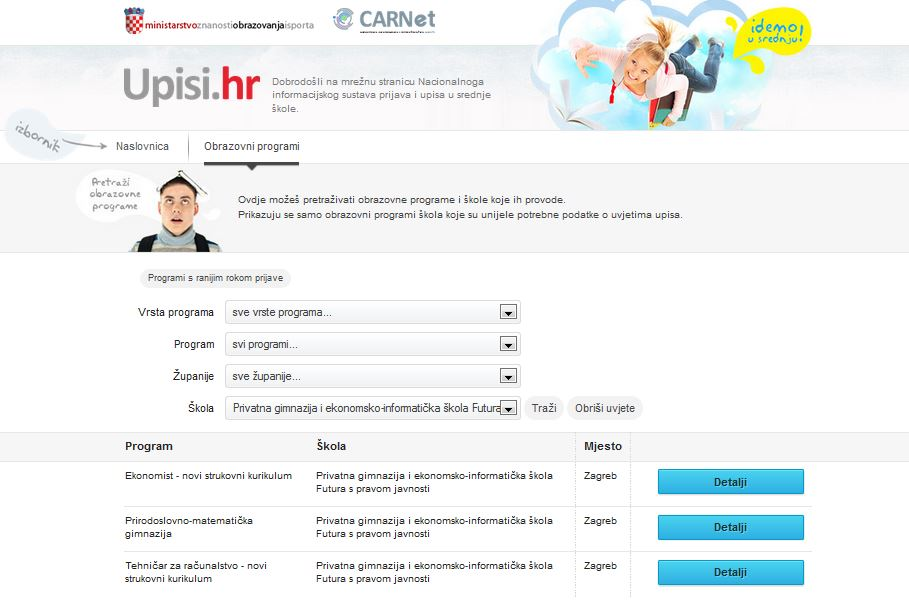 ministarstvoznanostiobrazovanjaisporta
CARNet
idemo!
u srednju!
Upisi.hr
Dobrodošli na mrežnu stranicu Nacionalnoga
informacijskog sustava prijava i upisa u srednje
škole.
izbornik
Naslovnica
Obrazovni programi
Pretraži
obrazovne
programe
Ovdje možeš pretraživati obrazovne programe i škole koje ih provode.
Prikazuju se samo obrazovni programi škola koje su unijele potrebne podatke o uvjetima upisa.
Programi s ranijim rokom prijave
Vrsta programa sve vrste programa...
Program svi programi...
Županije sve županije...
Škola Privatna gimnazija i ekonomsko-informatička škola Futura Traži Obriši uvjete
Program Škola Mjesto
Ekonomist - novi strukovni kurikulum
Privatna gimnazija i ekonomsko-informatička škola
Futura s pravom javnosti
Zagreb
Detalji
Prirodoslovno-matematička
gimnazija
Privatna gimnazija i ekonomsko-informatička škola
Futura s pravom javnosti
Zagreb
Detalji
Tehničar za računalstvo - novi
strukovni kurikulum
Privatna gimnazija i ekonomsko-informatička škola
Futura s pravom javnosti
Zagreb
Detalji